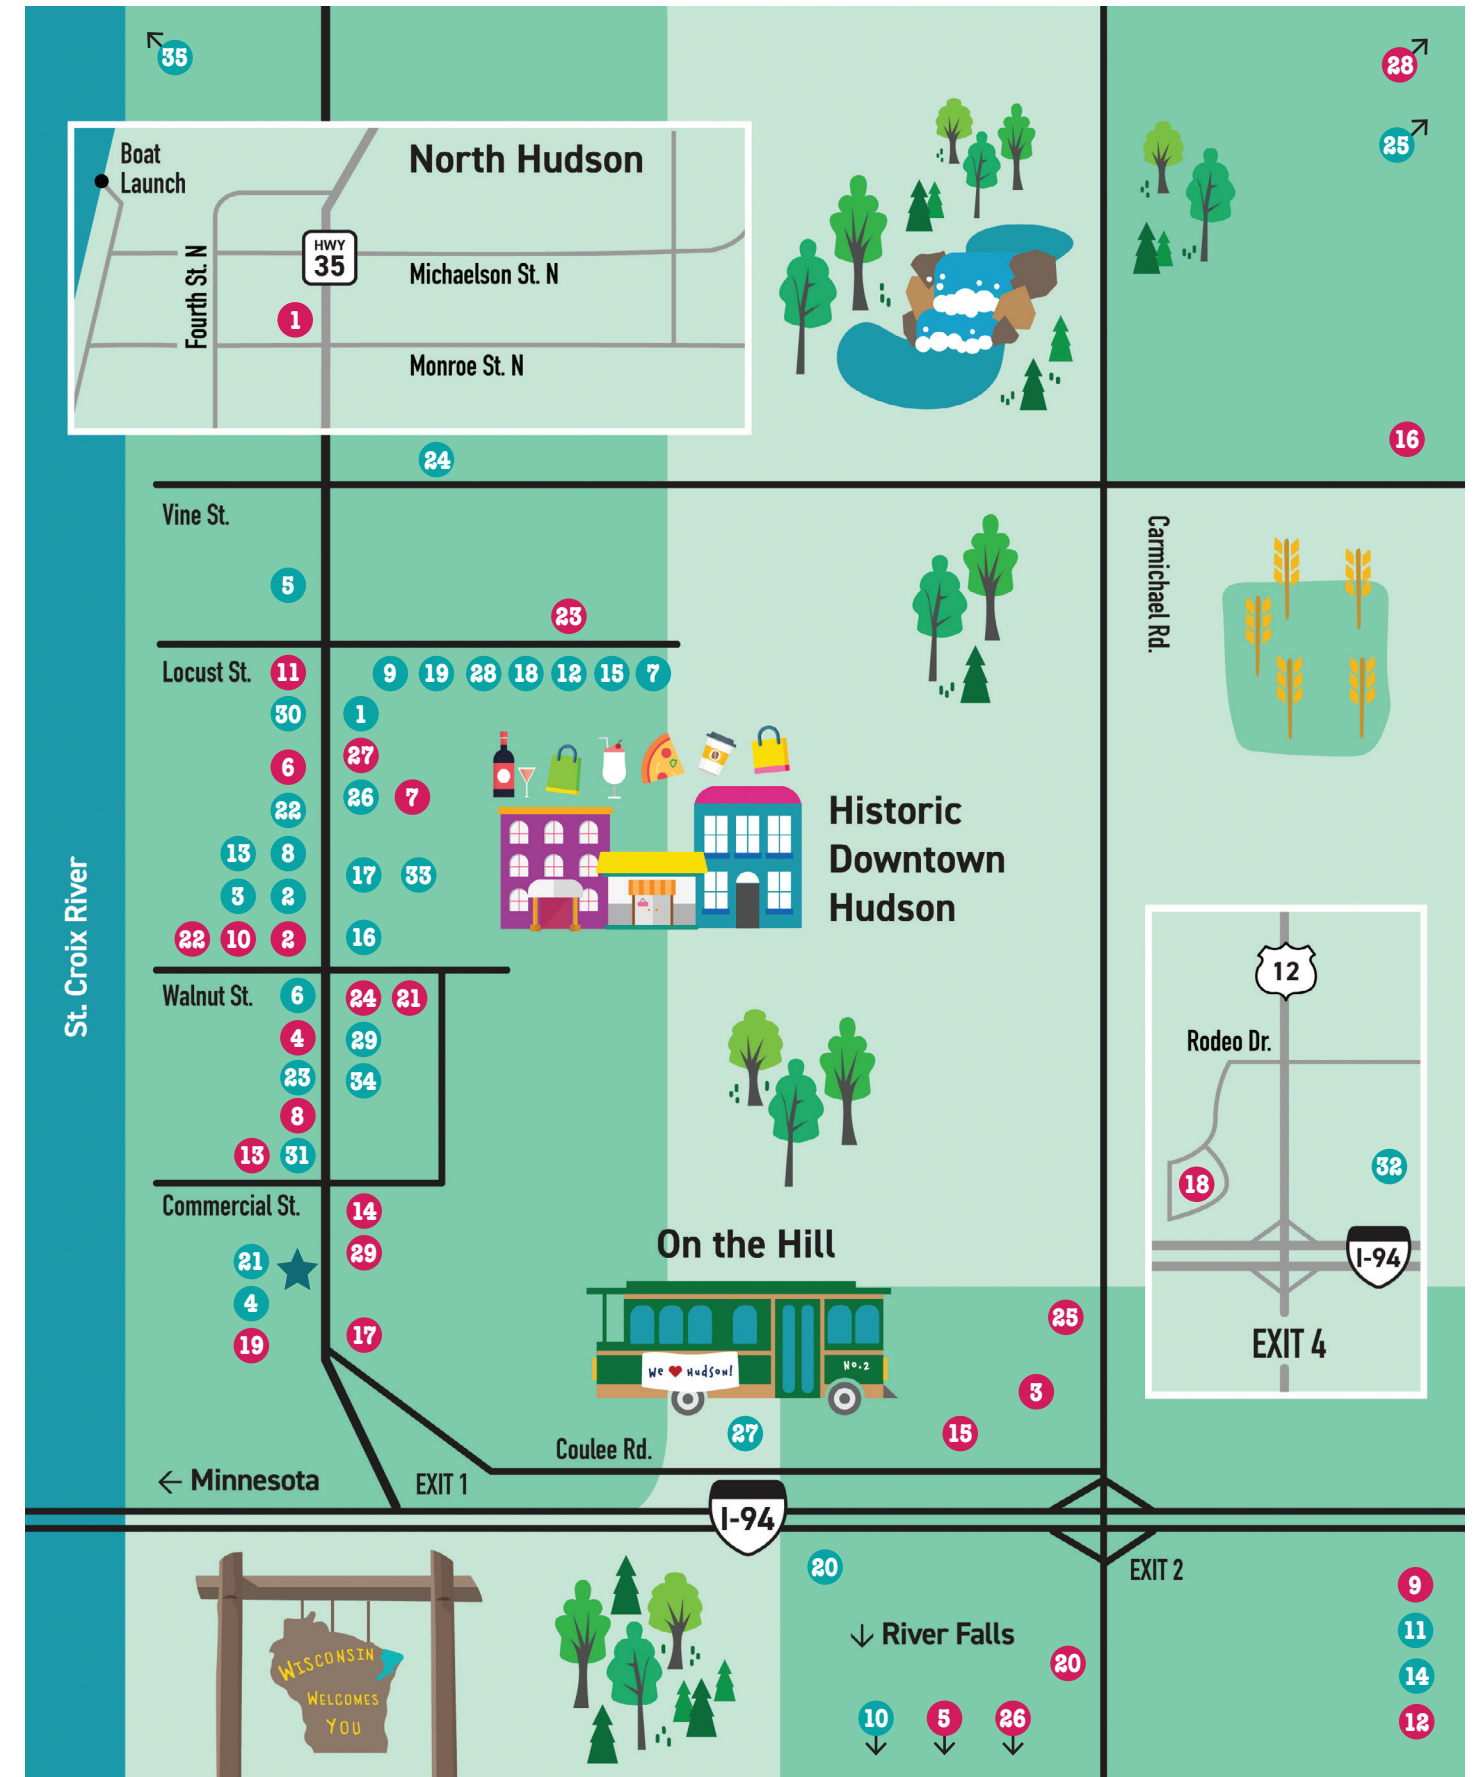 35
28
25
North Hudson
Boat
Launch
Fourth St. N
HWY
35
Michaelson St. N
1
Monroe St. N
16
24
Vine St.
Carmichael Rd.
5
23
Locust St.
11
9
19
28
18
12
15
7
30
1
6
27
22
26
7
13
8
17
33
3
2
22
10
2
16
Historic
Downtown
Hudson
St. Croix River
12
Rodeo Dr.
32
18
I-94
EXIT 4
Walnut St.
6
24
21
4
29
23
34
8
13
31
Commercial St.
14
21
29
4
19
17
On the Hill
We ❤ Hudson!
No.2
25
3
27
15
Coulee Rd.
← Minnesota
EXIT 1
I-94
EXIT 2
20
9
11
↓ River Falls
20
14
10
5
26
12
WISCONSIN
WELCOMES
YOU